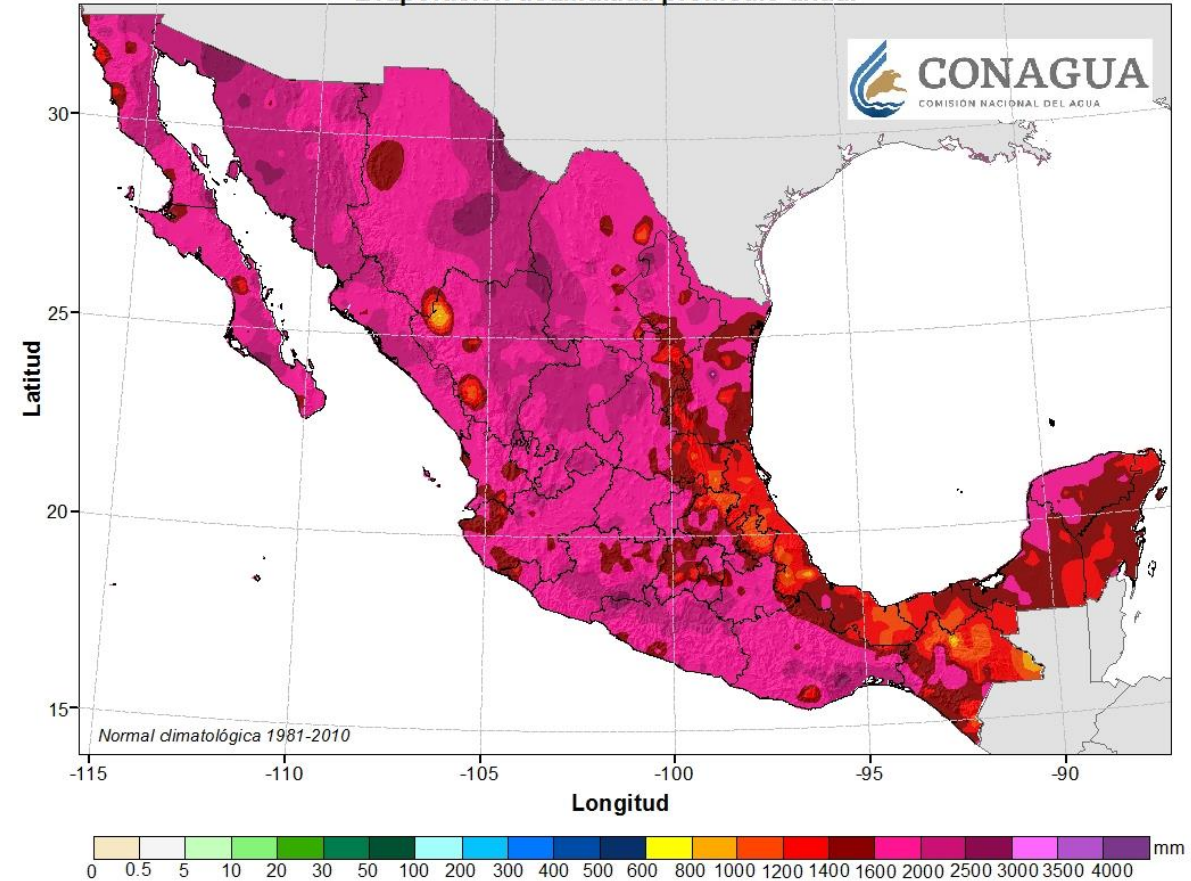 CONAGUA
COMISIÓN NACIONAL DEL AGUA
30
25
20
15
Latitud
Normal climatológica 1981-2010
-115 -110 -105 -100 -95 -90
Longitud
0 0.5 5 10 20 30 50 100 200 300 400 500 600 800 1000 1200 1400 1600 2000 2500 3000 3500 4000 mm